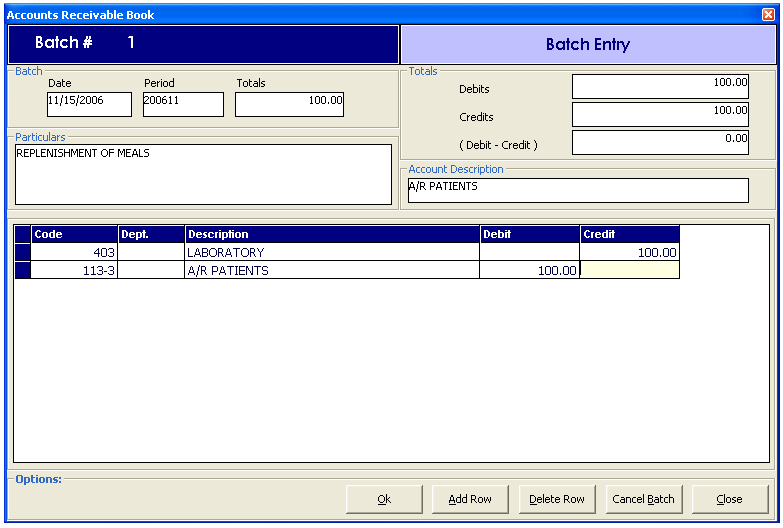 Accounts Receivable Book
Batch # 1
Batch Entry
Batch
Date Period Totals
11/15/2006 200611 100.00
Particulars
REPLENISHMENT OF MEALS
Totals
Debits 100.00
Credits 100.00
( Debit - Credit ) 0.00
Account Description
A/R PATIENTS
Code Dept. Description Debit Credit
403 LABORATORY 100.00
113-3 A/R PATIENTS 100.00
Options:
Ok Add Row Delete Row Cancel Batch Close